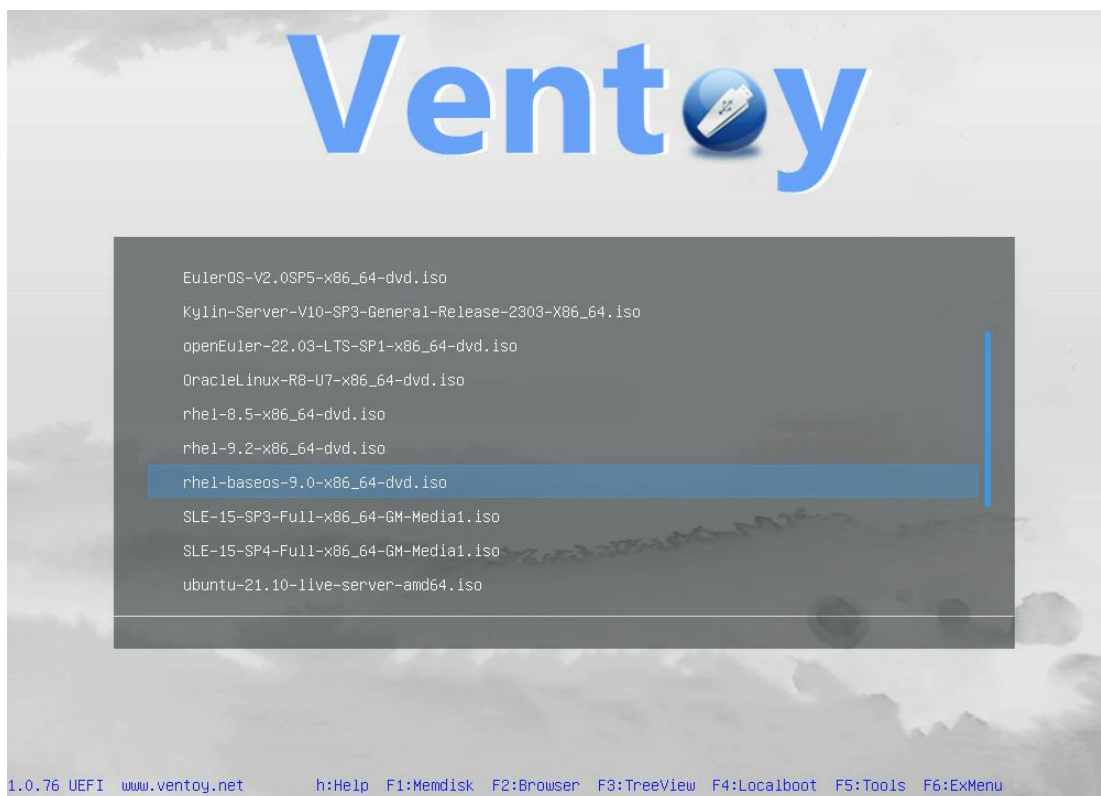 Ventoy
EulerOS-V2.0SP5-x86_64-dvd.iso
Kylin-Server-V10-SP3-General-Release-2303-X86_64.iso
openEuler-22.03-LTS-SP1-x86_64-dvd.iso
OracleLinux-R8-U7-x86_64-dvd.iso
rhel-8.5-x86_64-dvd.iso
rhel-9.2-x86_64-dvd.iso
rhel-baseos-9.0-x86_64-dvd.iso
SLE-15-SP3-Full-x86_64-GM-Media1.iso
SLE-15-SP4-Full-x86_64-GM-Media1.iso
ubuntu-21.10-live-server-amd64.iso
1.0.76 UEFI www.ventoy.net h:Help F1:Memdisk F2:Browser F3:TreeView F4:Localboot F5:Tools F6:ExMenu